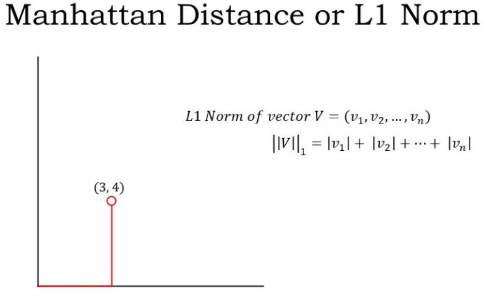 Manhattan Distance or L1 Norm
L1 Norm of vector V = (v₁, v₂, …, vₙ)
||V||₁ = |v₁| + |v₂| + ⋯ + |vₙ|
(3, 4)